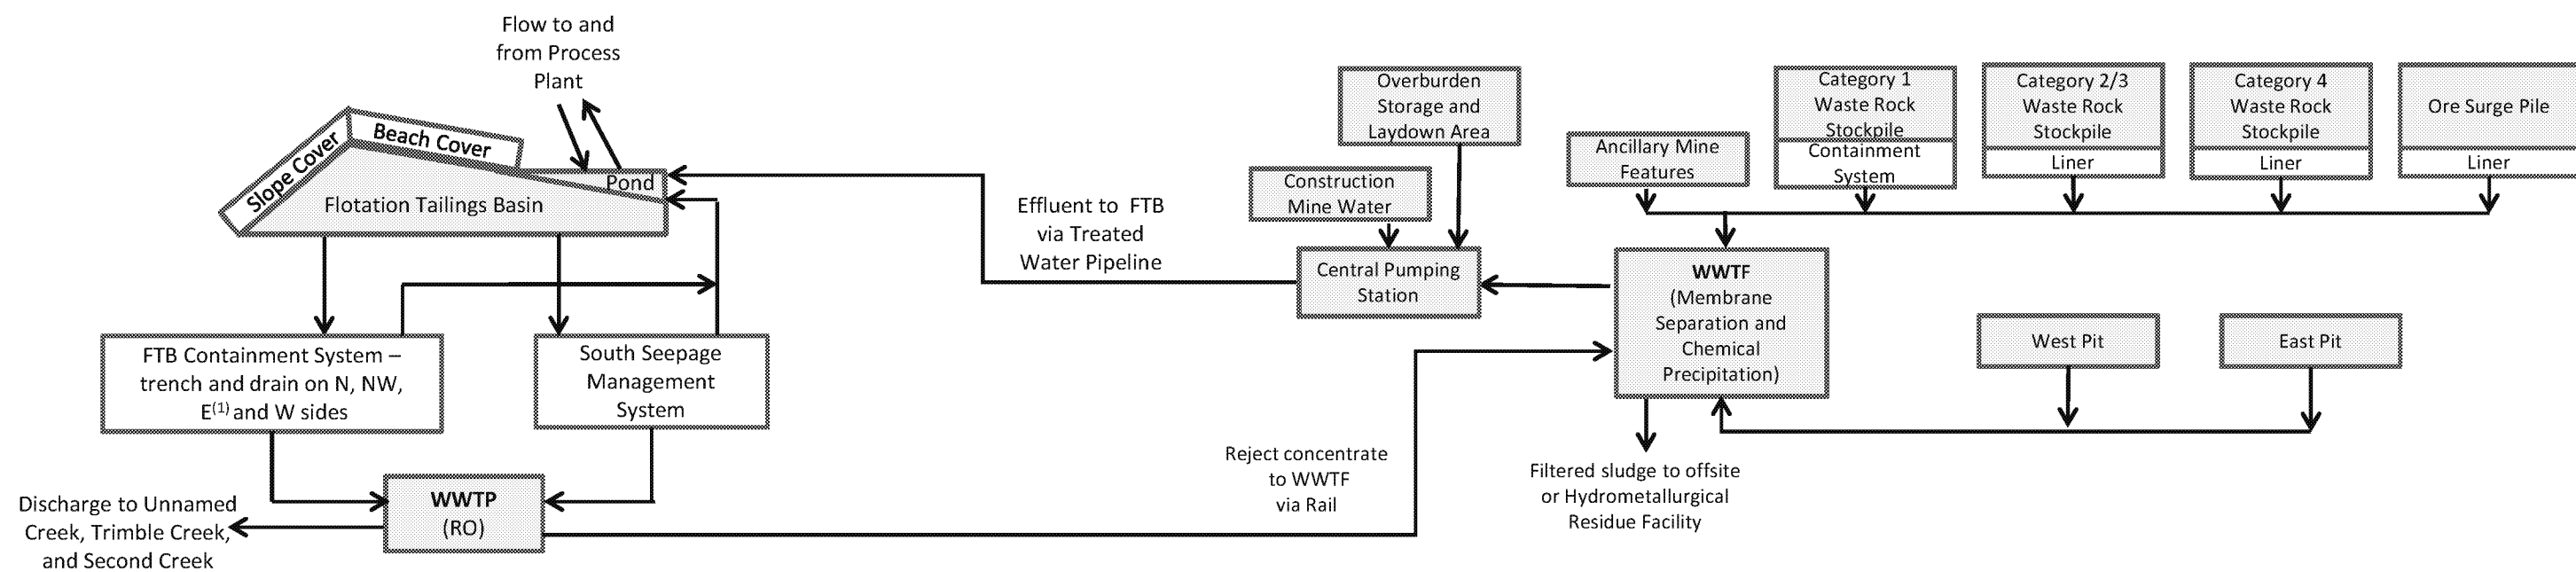 Flow to and
from Process
Plant
Slope Cover
Beach Cover
Pond
Flotation Tailings Basin
FTB Containment System –
trench and drain on N, NW,
E(1) and W sides
South Seepage
Management
System
WWTP
(RO)
Discharge to Unnamed
Creek, Trimble Creek,
and Second Creek
Effluent to FTB
via Treated
Water Pipeline
Overburden
Storage and
Laydown Area
Construction
Mine Water
Central Pumping
Station
Ancillary Mine
Features
Category 1
Waste Rock
Stockpile
Containment
System
Category 2/3
Waste Rock
Stockpile
Liner
Category 4
Waste Rock
Stockpile
Liner
Ore Surge Pile
Liner
WWTF
(Membrane
Separation and
Chemical
Precipitation)
West Pit
East Pit
Reject concentrate
to WWTF
via Rail
Filtered sludge to offsite
or Hydrometallurgical
Residue Facility